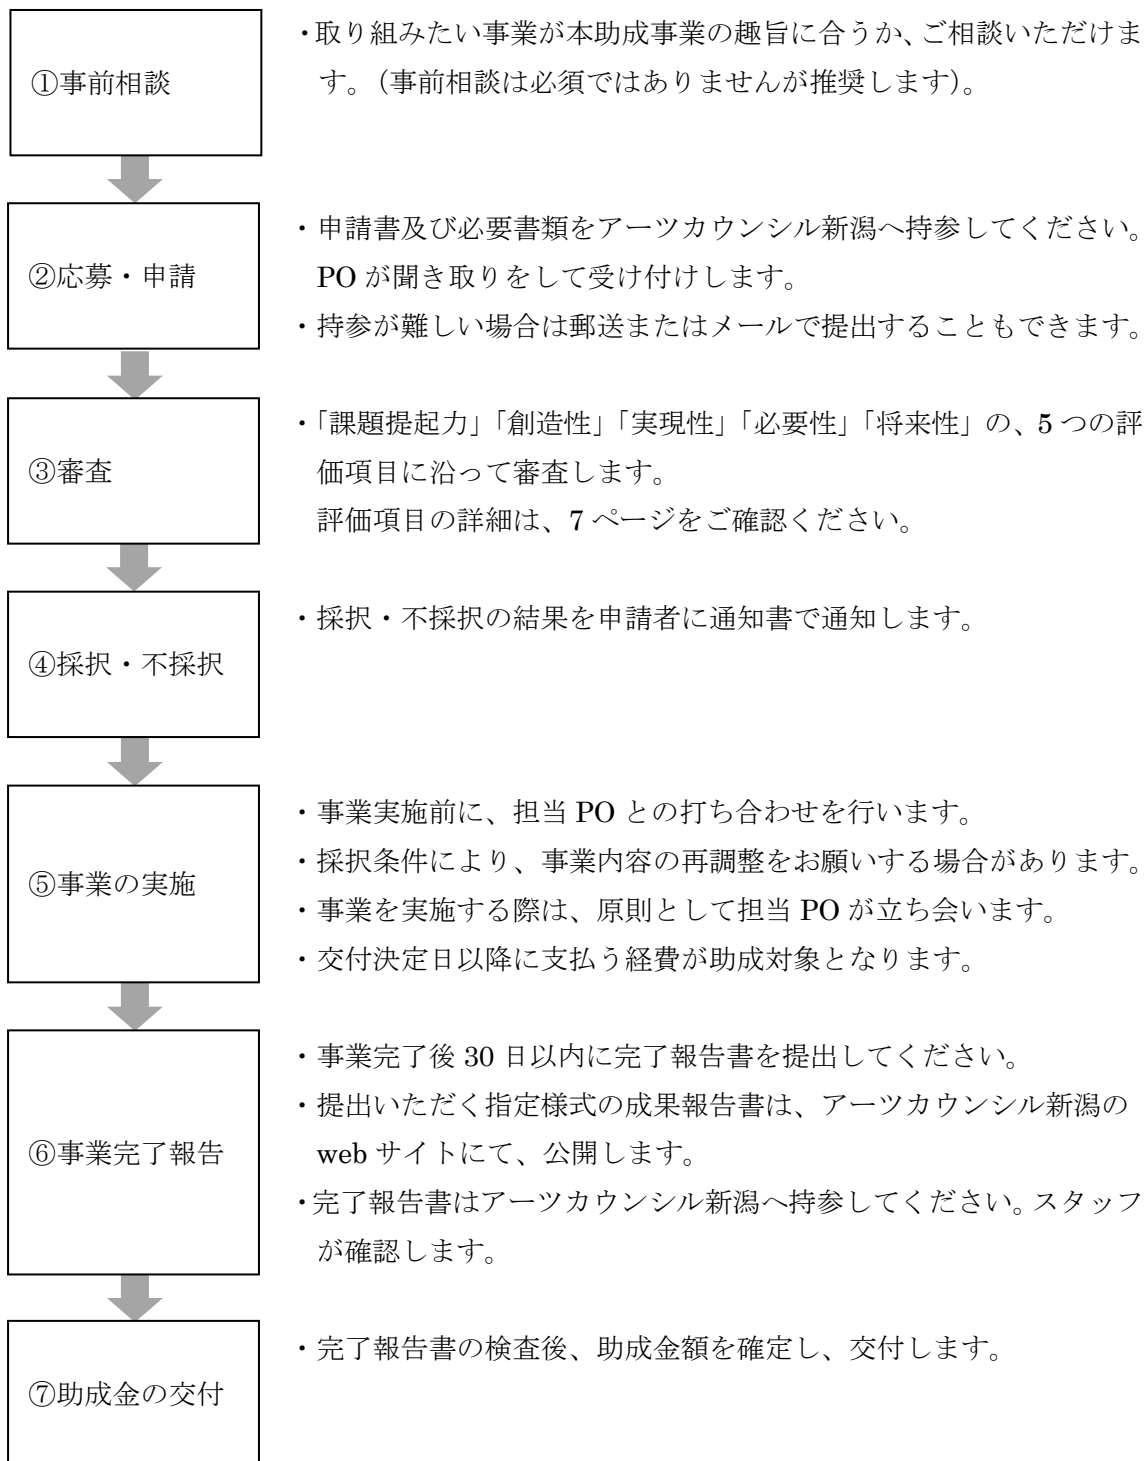 ①事前相談
・取り組みたい事業が本助成事業の趣旨に合うか、ご相談いただけま
す。（事前相談は必須ではありませんが推奨します）。
②応募・申請
・申請書及び必要書類をアーツカウンシル新潟へ持参してください。
PO が聞き取りをして受け付けします。
・持参が難しい場合は郵送またはメールで提出することもできます。
③審査
・「課題提起力」「創造性」「実現性」「必要性」「将来性」の、5 つの評
価項目に沿って審査します。
評価項目の詳細は、7 ページをご確認ください。
④採択・不採択
・採択・不採択の結果を申請者に通知書で通知します。
⑤事業の実施
・事業実施前に、担当 PO との打ち合わせを行います。
・採択条件により、事業内容の再調整をお願いする場合があります。
・事業を実施する際は、原則として担当 PO が立ち会います。
・交付決定日以降に支払う経費が助成対象となります。
⑥事業完了報告
・事業完了後 30 日以内に完了報告書を提出してください。
・提出いただく指定様式の成果報告書は、アーツカウンシル新潟の
web サイトにて、公開します。
・完了報告書はアーツカウンシル新潟へ持参してください。スタッフ
が確認します。
⑦助成金の交付
・完了報告書の検査後、助成金額を確定し、交付します。